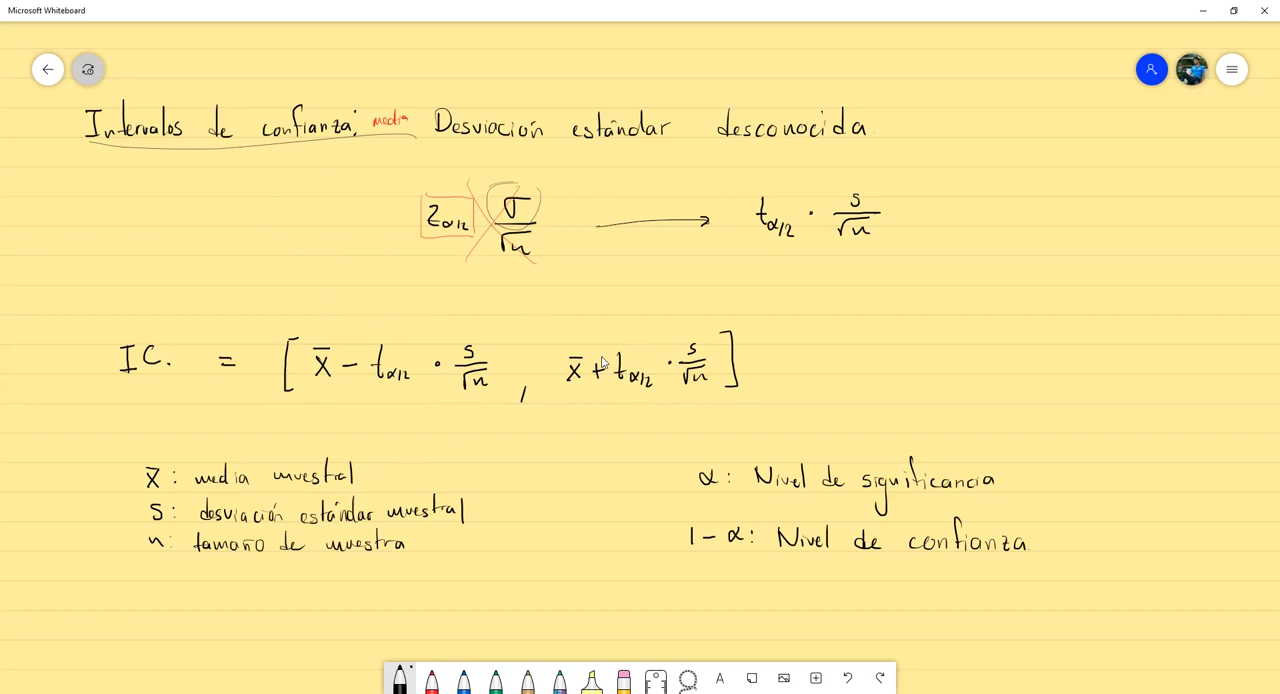 Microsoft Whiteboard
Intervalos de confianza: media Desviación estándar desconocida.
Zα/2 σ/√n → tα/2 · s/√n
I.C. = [ x̄ − tα/2 · s/√n , x̄ + tα/2 · s/√n ]
x̄ : media muestral
s : desviación estándar muestral
n : tamaño de muestra
α : Nivel de significancia
1 − α : Nivel de confianza.
A